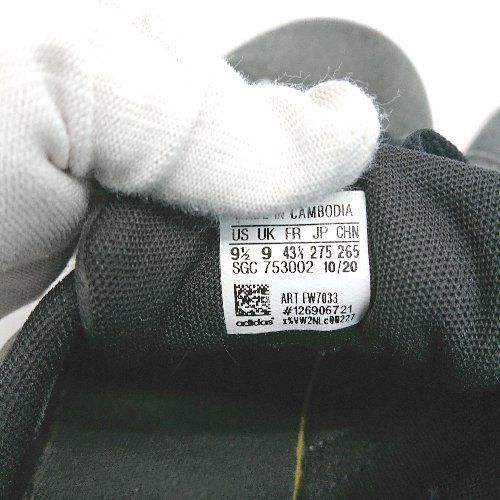 MADE IN CAMBODIA
US UK FR JP CHN
9½ 9 43⅓ 275 265
SGC 753002 10/20
ART FW7033
#126906721
adidas